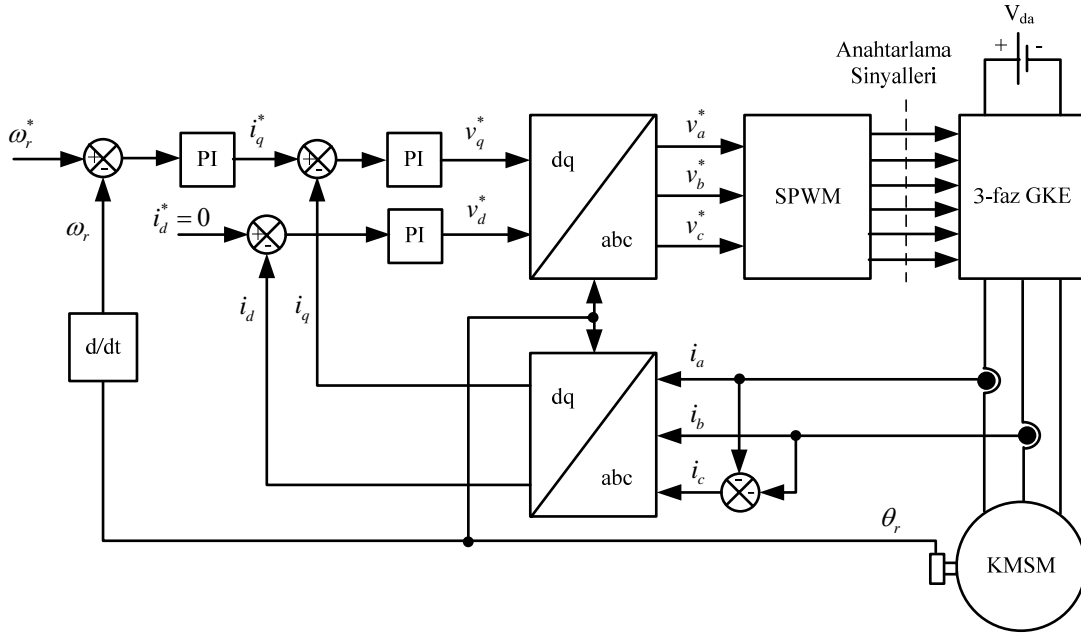 V_da
+ -
Anahtarlama
Sinyalleri
ω_r^*
+
-
PI
i_q^*
+
-
PI
v_q^*
dq
abc
v_a^*
v_b^*
v_c^*
SPWM
3-faz GKE
i_d^* = 0
+
-
PI
v_d^*
ω_r
d/dt
i_d
i_q
dq
abc
i_a
i_b
i_c
-
-
θ_r
KMSM